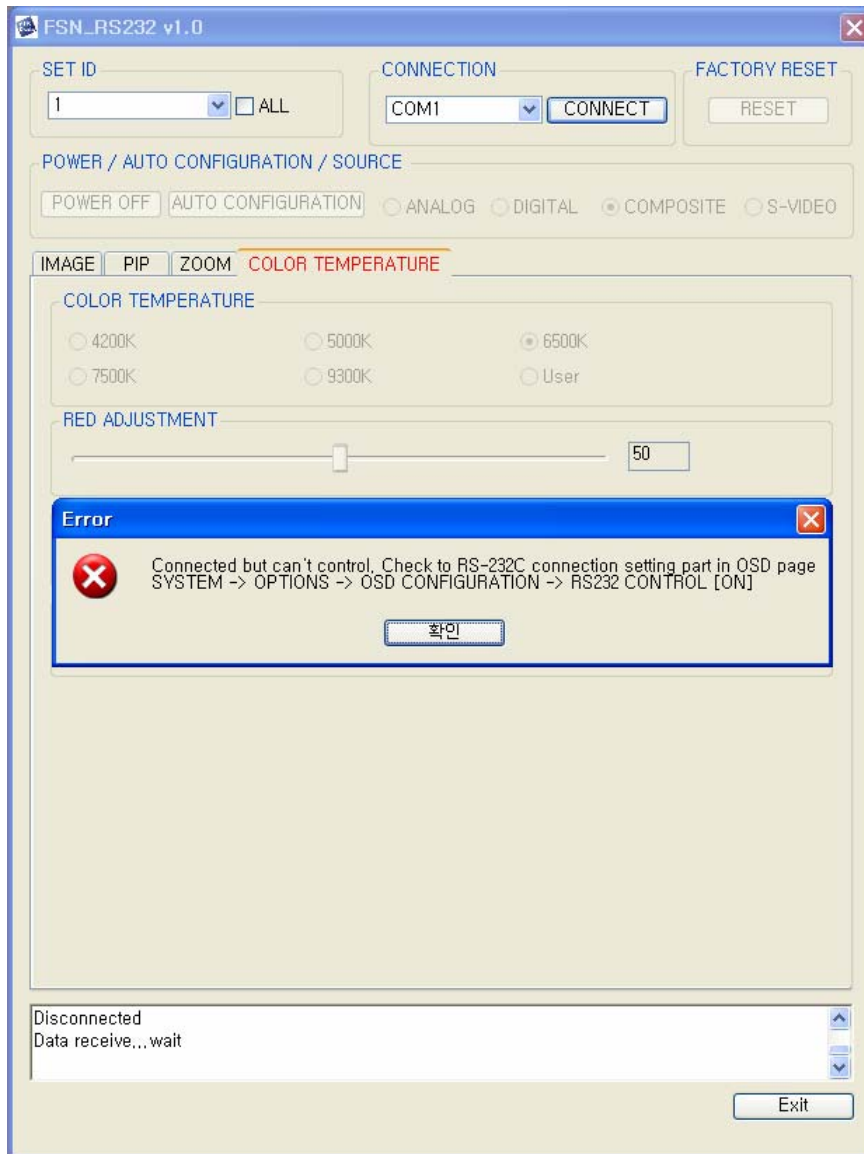 FSN_RS232 v1.0
SET ID
CONNECTION
FACTORY RESET
1
ALL
COM1
CONNECT
RESET
POWER / AUTO CONFIGURATION / SOURCE
POWER OFF
AUTO CONFIGURATION
ANALOG
DIGITAL
COMPOSITE
S-VIDEO
IMAGE
PIP
ZOOM
COLOR TEMPERATURE
COLOR TEMPERATURE
4200K
5000K
6500K
7500K
9300K
User
RED ADJUSTMENT
50
Error
Connected but can't control, Check to RS-232C connection setting part in OSD page
SYSTEM -> OPTIONS -> OSD CONFIGURATION -> RS232 CONTROL [ON]
확인
Disconnected
Data receive,,,wait
Exit